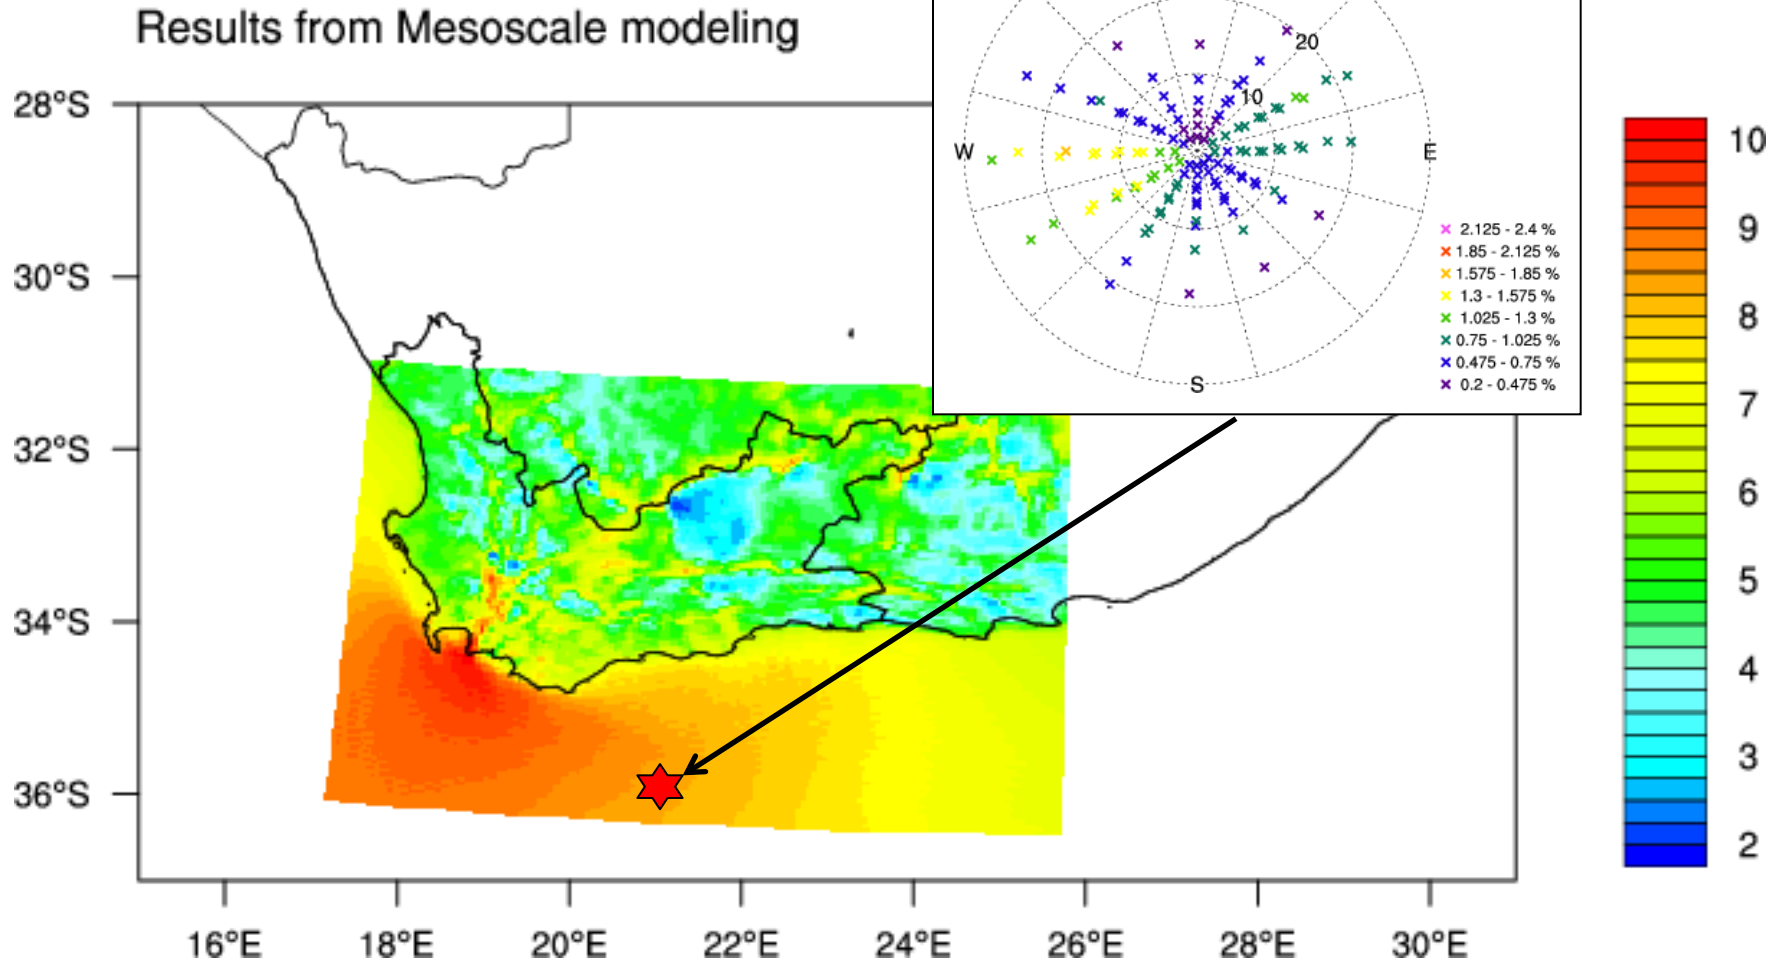 Results from Mesoscale modeling
20
10
W
E
S
2.125 - 2.4 %
1.85 - 2.125 %
1.575 - 1.85 %
1.3 - 1.575 %
1.025 - 1.3 %
0.75 - 1.025 %
0.475 - 0.75 %
0.2 - 0.475 %
28°S
30°S
32°S
34°S
36°S
16°E 18°E 20°E 22°E 24°E 26°E 28°E 30°E
10
9
8
7
6
5
4
3
2